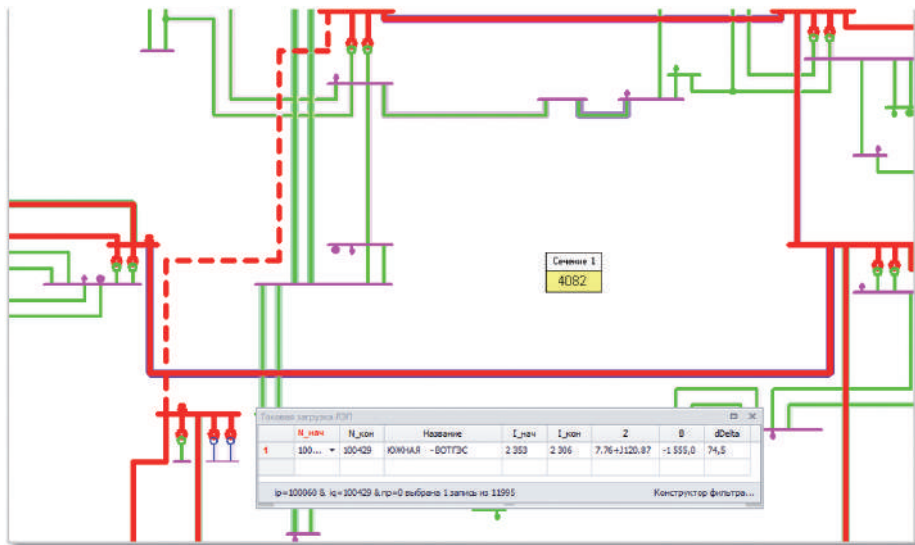 Сечение 1
4082
Токовая загрузка ЛЭП
N_нач N_кон Название I_нач I_кон Z B dDelta
1 100... 100429 ЮЖНАЯ -ВОТГЭС 2 353 2 306 7.76+J120.87 -1 555,0 74,5
ip=100060 & iq=100429 & np=0 выбрана 1 запись из 11995 Конструктор фильтра...